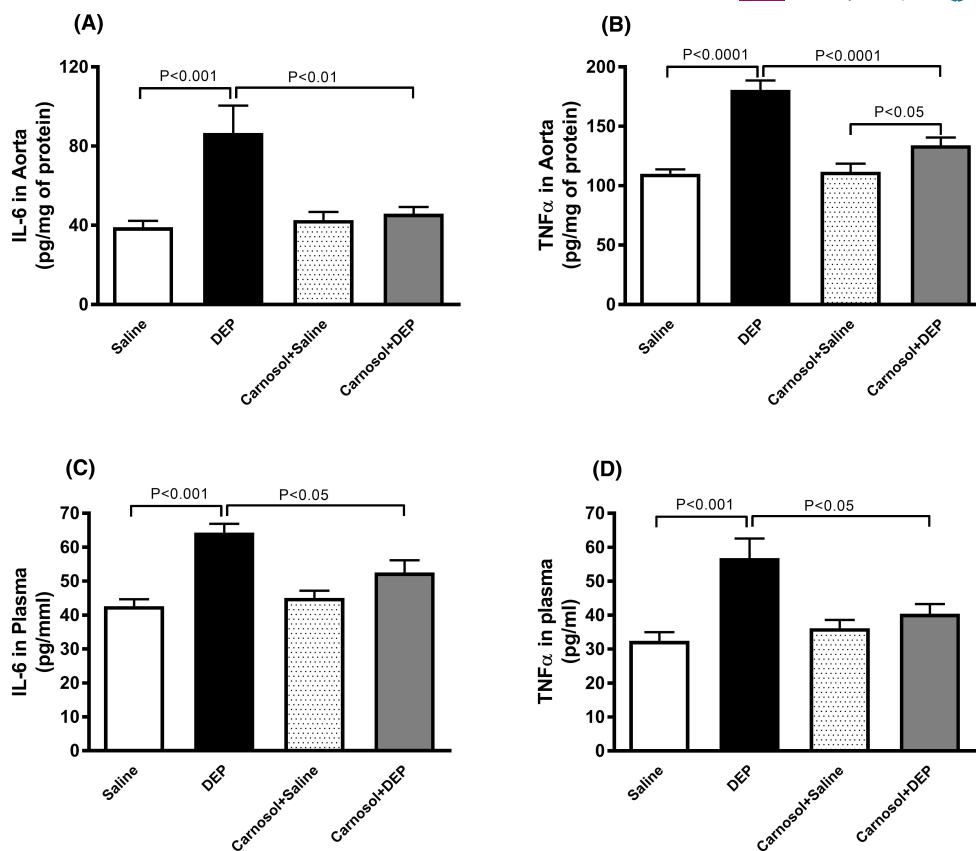 (A)
P<0.001
P<0.01
120
80
40
0
IL-6 in Aorta
(pg/mg of protein)
Saline
DEP
Carnosol+Saline
Carnosol+DEP
(B)
P<0.0001
P<0.0001
P<0.05
200
150
100
50
0
TNFα in Aorta
(pg/mg of protein)
Saline
DEP
Carnosol+Saline
Carnosol+DEP
(C)
P<0.001
P<0.05
70
60
50
40
30
20
10
0
IL-6 in Plasma
(pg/mml)
Saline
DEP
Carnosol+Saline
Carnosol+DEP
(D)
P<0.001
P<0.05
70
60
50
40
30
20
10
0
TNFα in plasma
(pg/ml)
Saline
DEP
Carnosol+Saline
Carnosol+DEP